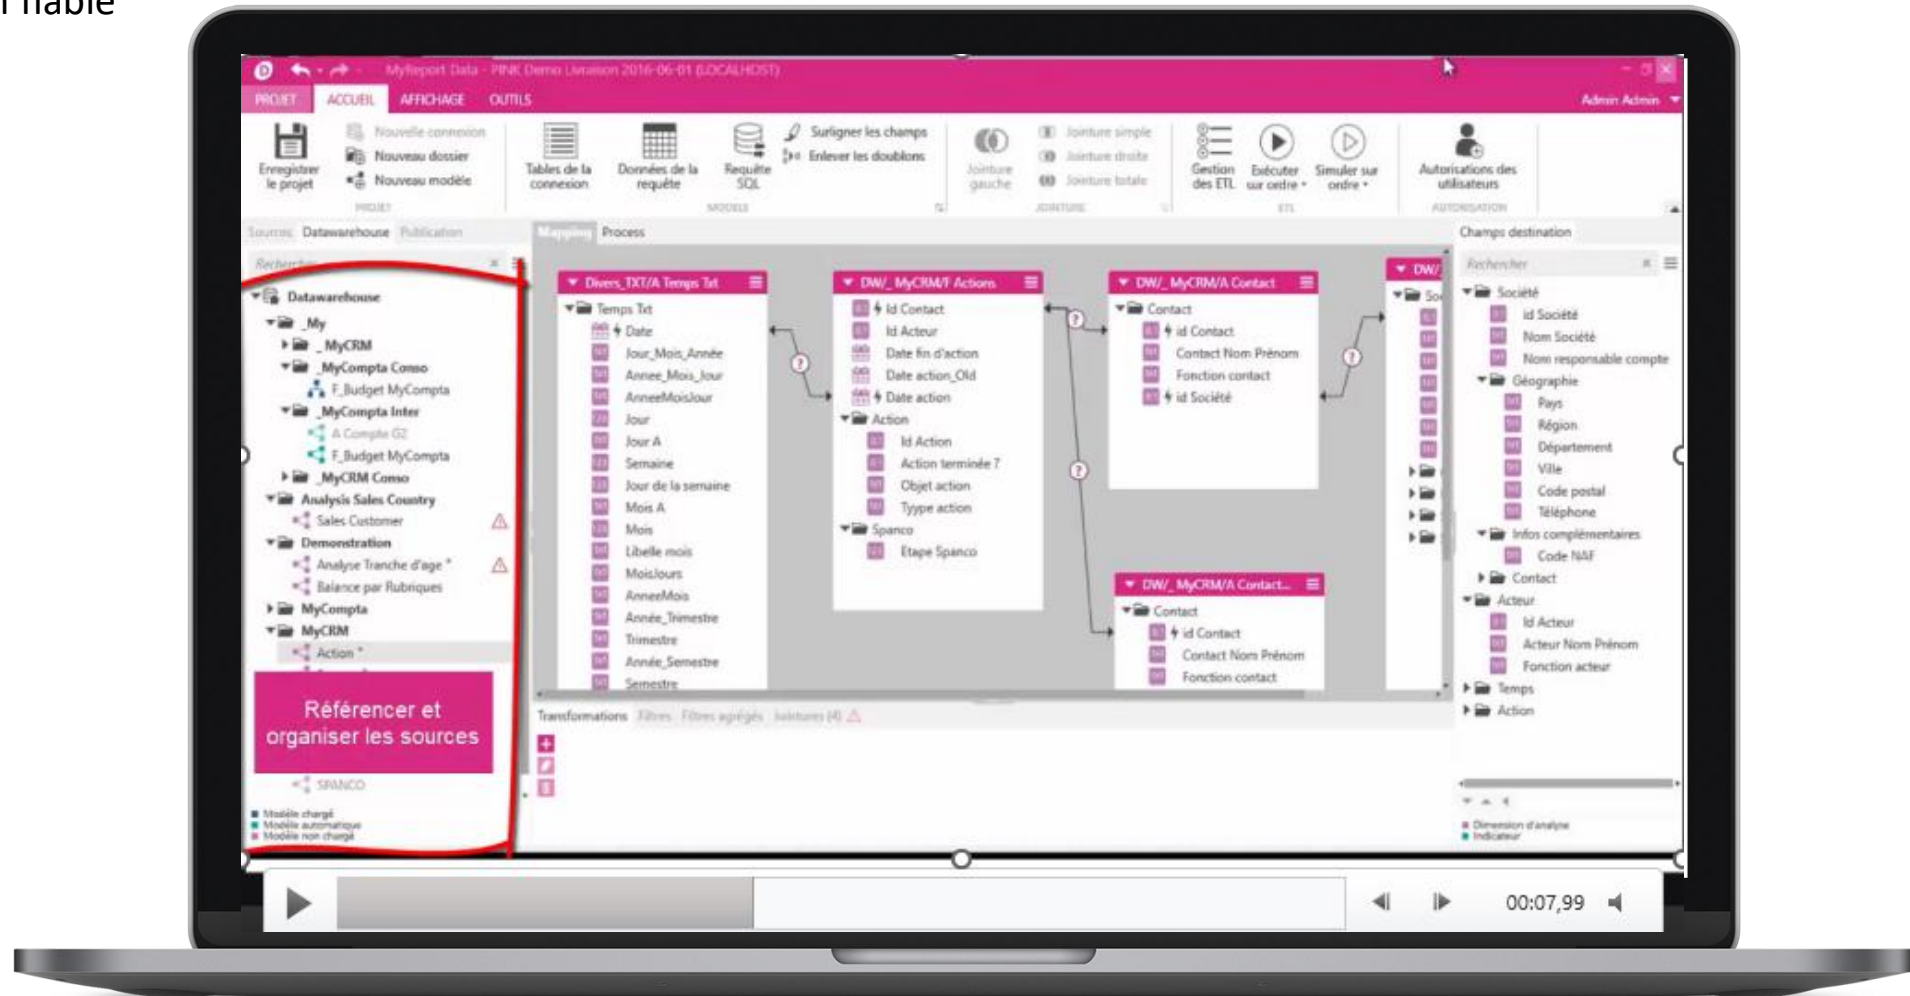 MyReport Data - PINK Demo Livraison 2016-06-01 (LOCALHOST)
PROJET ACCUEIL AFFICHAGE OUTILS
Admin Admin
Enregistrer le projet
Nouvelle connexion
Nouveau dossier
Nouveau modèle
PROJET
Tables de la connexion
Données de la requête
Requête SQL
Surligner les champs
Enlever les doublons
MODELE
Jointure gauche
Jointure simple
Jointure droite
Jointure totale
JOINTURE
Gestion des ETL
Exécuter sur ordre
Simuler sur ordre
ETL
Autorisations des utilisateurs
AUTORISATION
Sources Datawarehouse Publication
Rechercher
Datawarehouse
_My
_MyCRM
_MyCompta Conso
F_Budget MyCompta
_MyCompta Inter
A Compte G2
F_Budget MyCompta
_MyCRM Conso
Analysis Sales Country
Sales Customer
Demonstration
Analyse Tranche d'age *
Balance par Rubriques
MyCompta
MyCRM
Action *
Référencer et
organiser les sources
SPANCO
Modèle chargé
Modèle automatique
Modèle non chargé
Mapping Process
Divers_TXT/A Temps Txt
Temps Txt
Date
Jour_Mois_Année
Annee_Mois_Jour
AnneeMoisJour
Jour
Jour A
Semaine
Jour de la semaine
Mois A
Mois
Libelle mois
MoisJours
AnneeMois
Année_Trimestre
Trimestre
Année_Semestre
Semestre
DW/_MyCRM/F Actions
Id Contact
Id Acteur
Date fin d'action
Date action_Old
Date action
Action
Id Action
Action terminée ?
Objet action
Tyype action
Spanco
Etape Spanco
DW/_MyCRM/A Contact
Contact
id Contact
Contact Nom Prénom
Fonction contact
id Société
DW/_MyCRM/A Contact...
Contact
id Contact
Contact Nom Prénom
Fonction contact
DW/
Transformations Filtres Filtres agrégés Jointures (4)
Champs destination
Rechercher
Société
id Société
Nom Société
Nom responsable compte
Géographie
Pays
Région
Département
Ville
Code postal
Téléphone
Infos complémentaires
Code NAF
Contact
Acteur
Id Acteur
Acteur Nom Prénom
Fonction acteur
Temps
Action
Dimension d'analyse
Indicateur
00:07,99